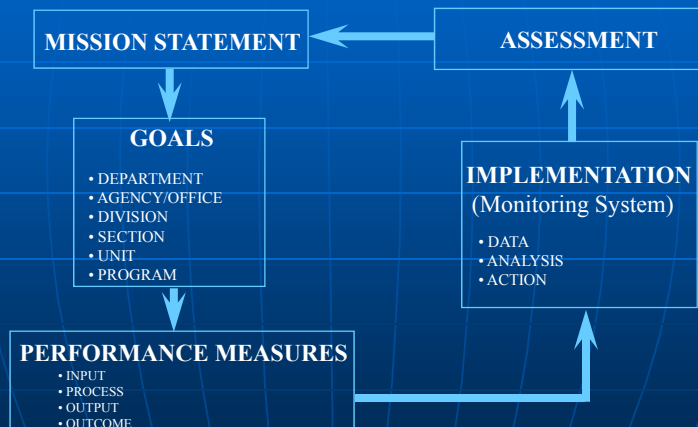 MISSION STATEMENT
GOALS
• DEPARTMENT
• AGENCY/OFFICE
• DIVISION
• SECTION
• UNIT
• PROGRAM
PERFORMANCE MEASURES
• INPUT
• PROCESS
• OUTPUT
• OUTCOME
IMPLEMENTATION
(Monitoring System)
• DATA
• ANALYSIS
• ACTION
ASSESSMENT